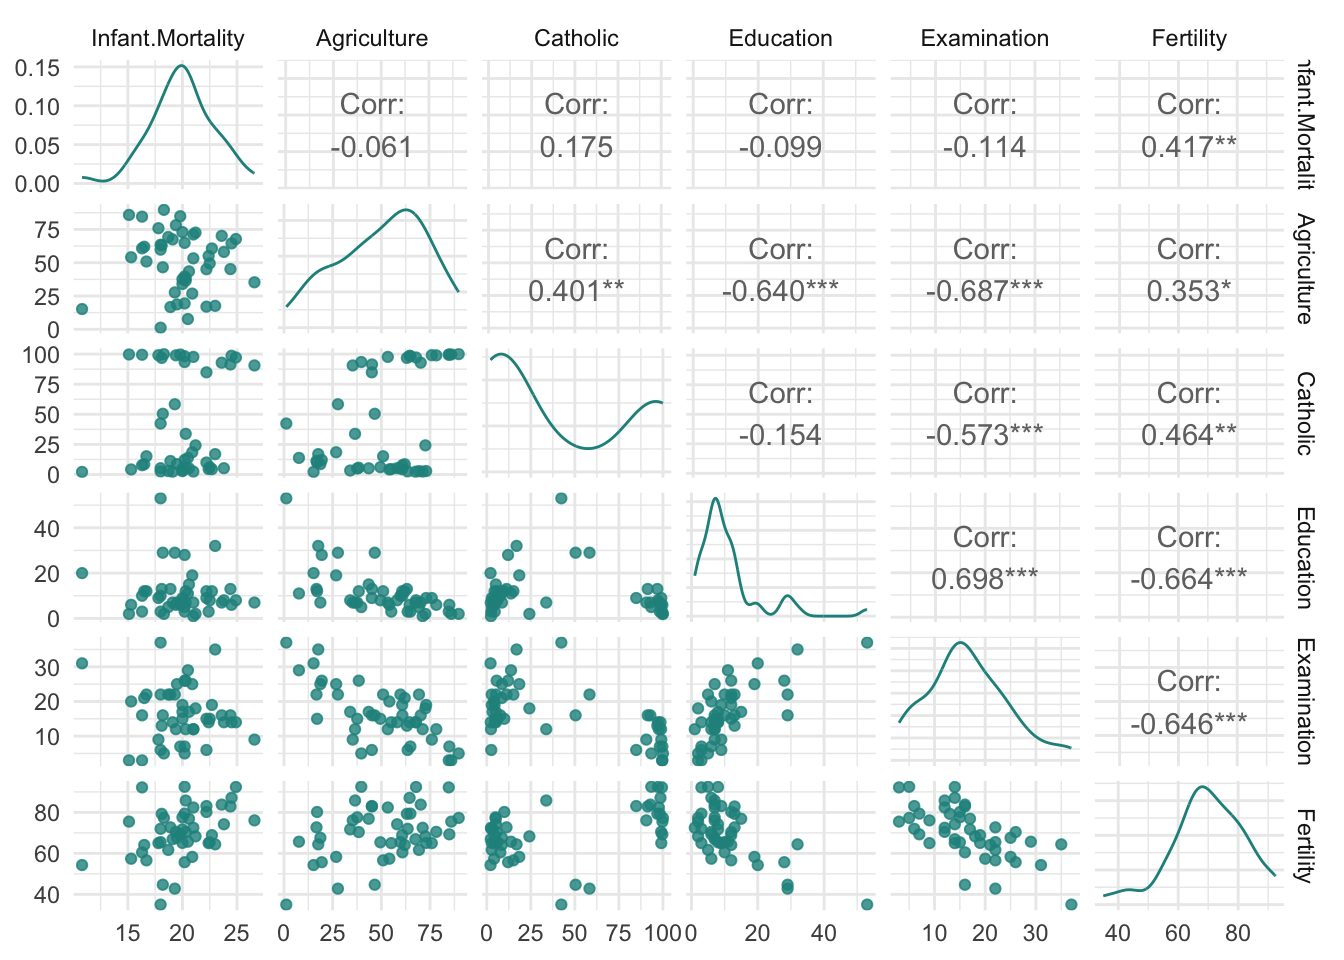 Infant.Mortality Agriculture Catholic Education Examination Fertility
0.15
0.10
0.05
0.00
Corr:
-0.061
Corr:
0.175
Corr:
-0.099
Corr:
-0.114
Corr:
0.417**
nfant.Mortalit
75
50
25
0
Corr:
0.401**
Corr:
-0.640***
Corr:
-0.687***
Corr:
0.353*
Agriculture
100
75
50
25
0
Corr:
-0.154
Corr:
-0.573***
Corr:
0.464**
Catholic
40
20
0
Corr:
0.698***
Corr:
-0.664***
Education
30
20
10
Corr:
-0.646***
Examination
80
60
40
Fertility
15 20 25 0 25 50 75 0 25 50 75 100 0 20 40 10 20 30 40 60 80